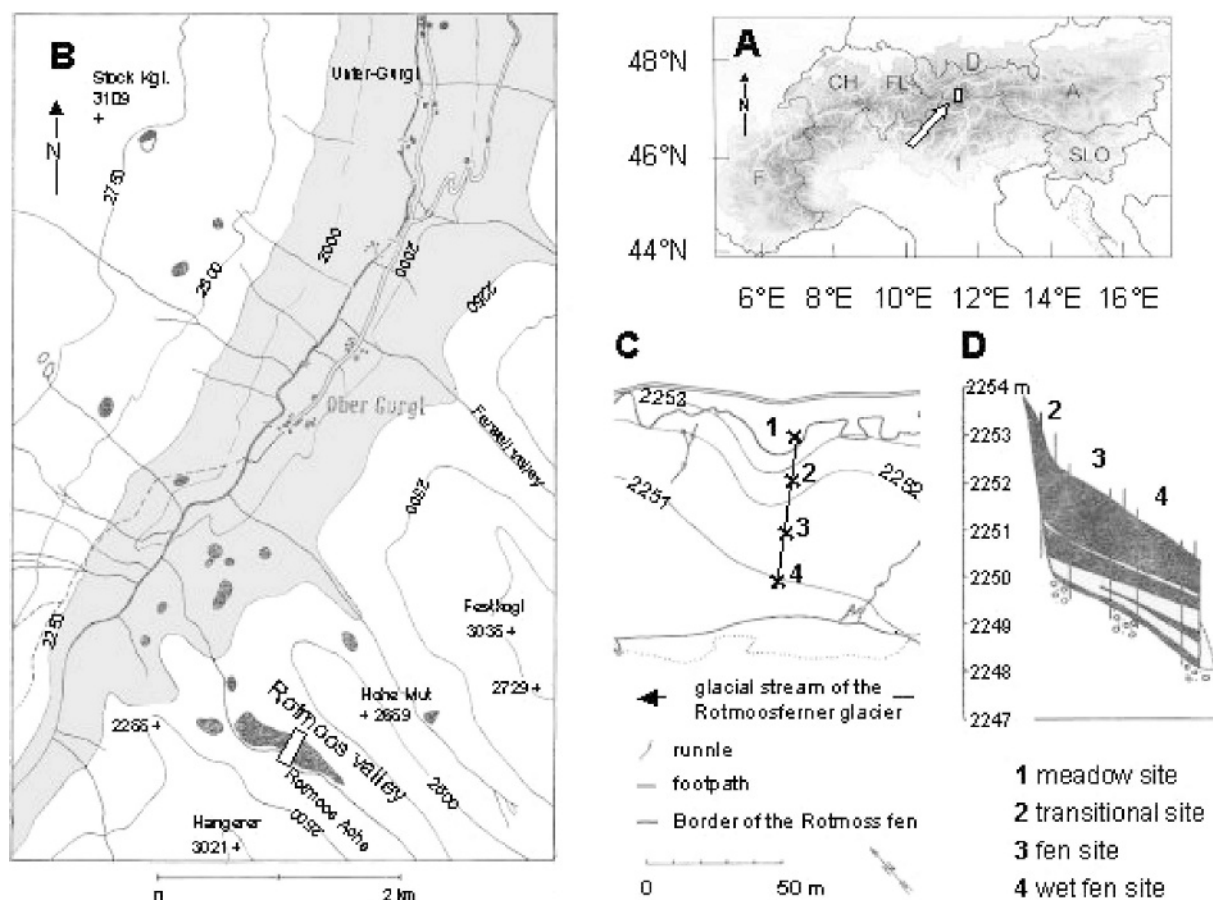 B
Stock Kgl.
3109
+
N
2750
2500
2000
Unter-Gurgl
2000
2250
Ober Gurgl
Ferwall valley
2500
2250
Festkogl
3035 +
2729 +
Hohe Mut
+ 2659
2266 +
Rotmoos valley
Rotmoos Ache
2500
2500
Hangerer
3021 +
0
2 km
A
48°N
46°N
44°N
N
CH
FL
D
A
I
SLO
F
6°E 8°E 10°E 12°E 14°E 16°E
C
2253
2251
2252
1
2
3
4
glacial stream of the
Rotmoosferner glacier
runnle
footpath
Border of the Rotmoss fen
0 50 m
D
2254 m
2253
2252
2251
2250
2249
2248
2247
2
3
4
1 meadow site
2 transitional site
3 fen site
4 wet fen site